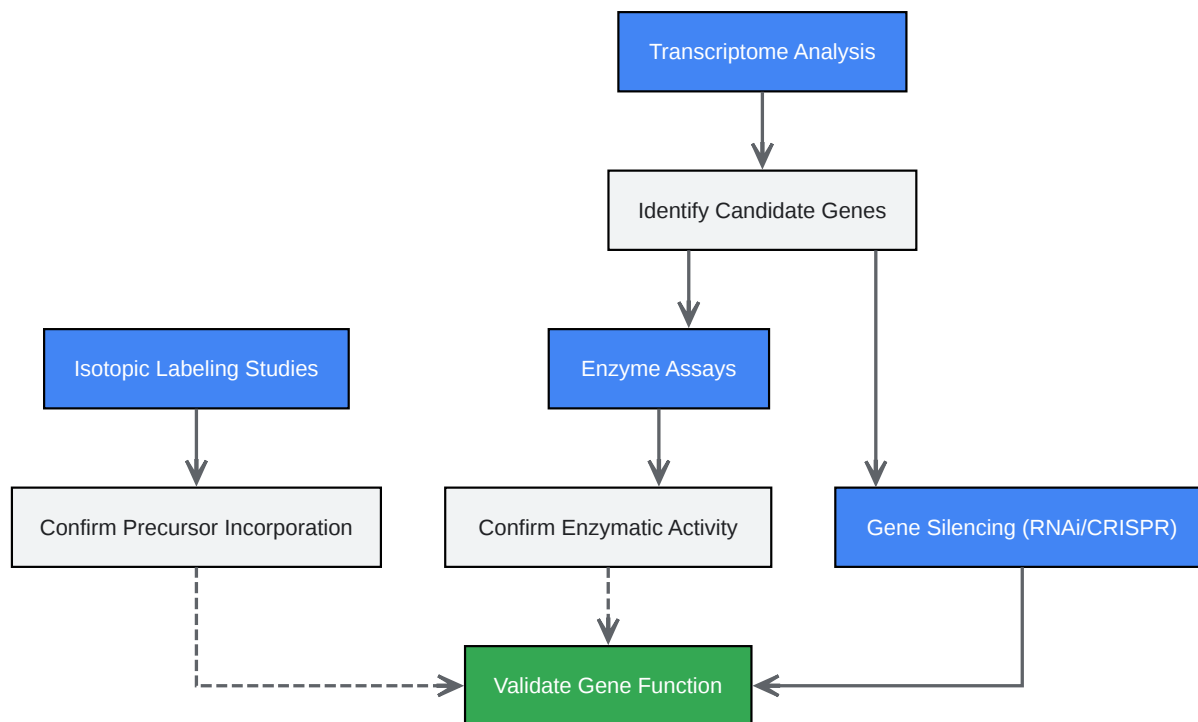 Transcriptome Analysis
Identify Candidate Genes
Isotopic Labeling Studies
Enzyme Assays
Confirm Precursor Incorporation
Confirm Enzymatic Activity
Gene Silencing (RNAi/CRISPR)
Validate Gene Function